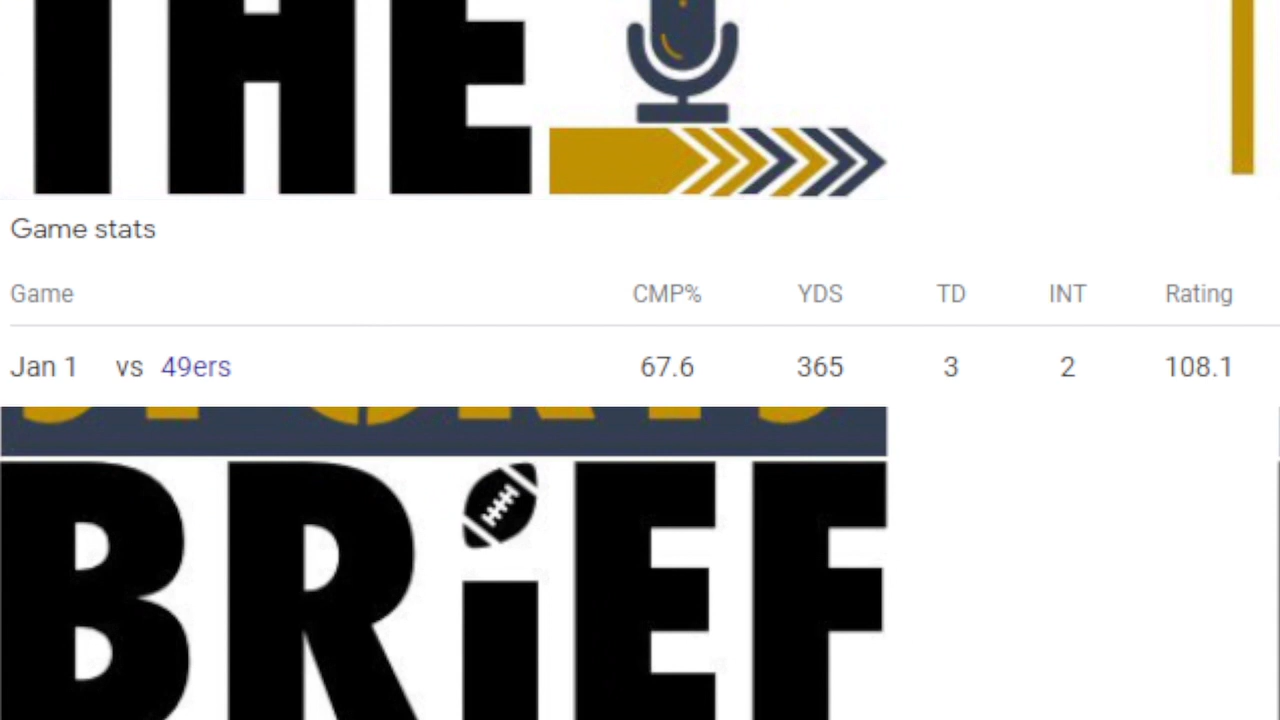 THE
Game stats
Game CMP% YDS TD INT Rating
Jan 1 vs 49ers 67.6 365 3 2 108.1
SPORTS
BRiEF